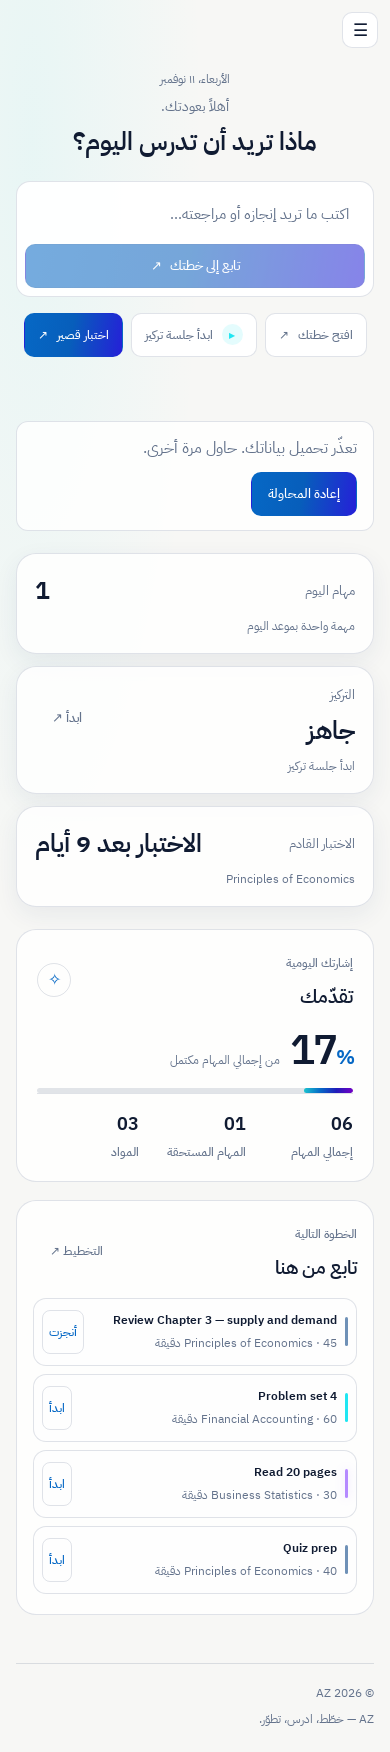 الأربعاء، ١١ نوفمبر
أهلاً بعودتك.
ماذا تريد أن تدرس اليوم؟
اكتب ما تريد إنجازه أو مراجعته...
تابع إلى خطتك ↗
افتح خطتك ↗
ابدأ جلسة تركيز
اختبار قصير ↗
تعذّر تحميل بياناتك. حاول مرة أخرى.
إعادة المحاولة
مهام اليوم
1
مهمة واحدة بموعد اليوم
التركيز
جاهز
ابدأ جلسة تركيز
ابدأ ↗
الاختبار القادم
الاختبار بعد 9 أيام
Principles of Economics
إشارتك اليومية
تقدّمك
17%
من إجمالي المهام مكتمل
06
إجمالي المهام
01
المهام المستحقة
03
المواد
الخطوة التالية
تابع من هنا
التخطيط ↗
Review Chapter 3 — supply and demand
Principles of Economics · 45 دقيقة
أنجزت
Problem set 4
Financial Accounting · 60 دقيقة
ابدأ
Read 20 pages
Business Statistics · 30 دقيقة
ابدأ
Quiz prep
Principles of Economics · 40 دقيقة
ابدأ
© 2026 AZ
AZ — خطّط، ادرس، تطوّر.